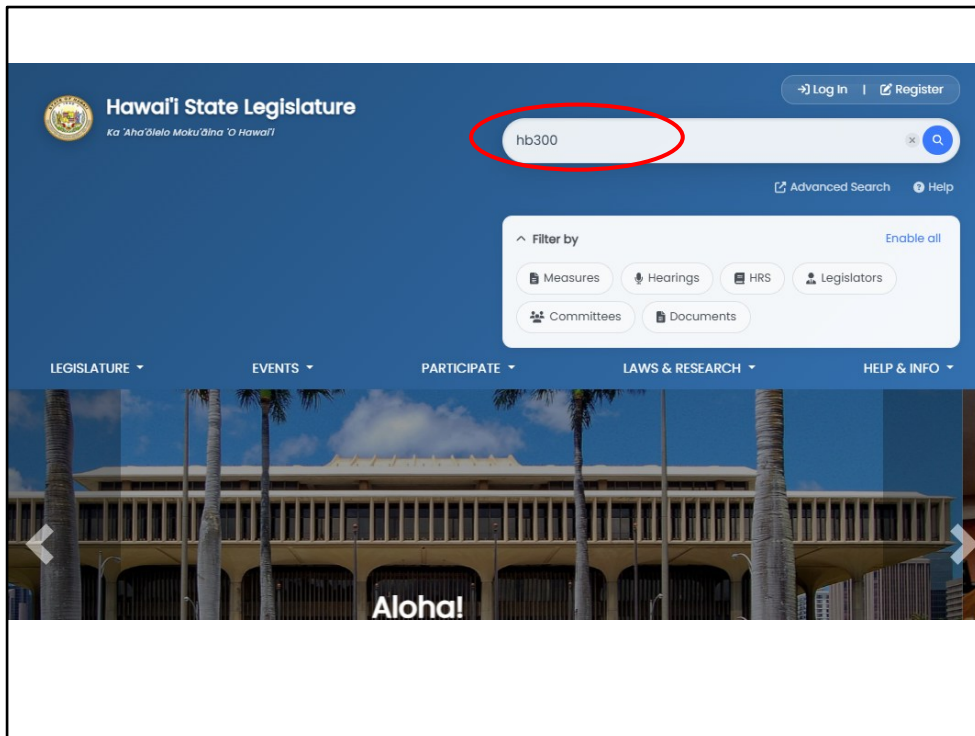 Log In | Register
Hawai'i State Legislature
Ka 'Aha'ōlelo Moku'āina 'O Hawai'i
hb300
Advanced Search Help
Filter by Enable all
Measures Hearings HRS Legislators
Committees Documents
LEGISLATURE EVENTS PARTICIPATE LAWS & RESEARCH HELP & INFO
Aloha!